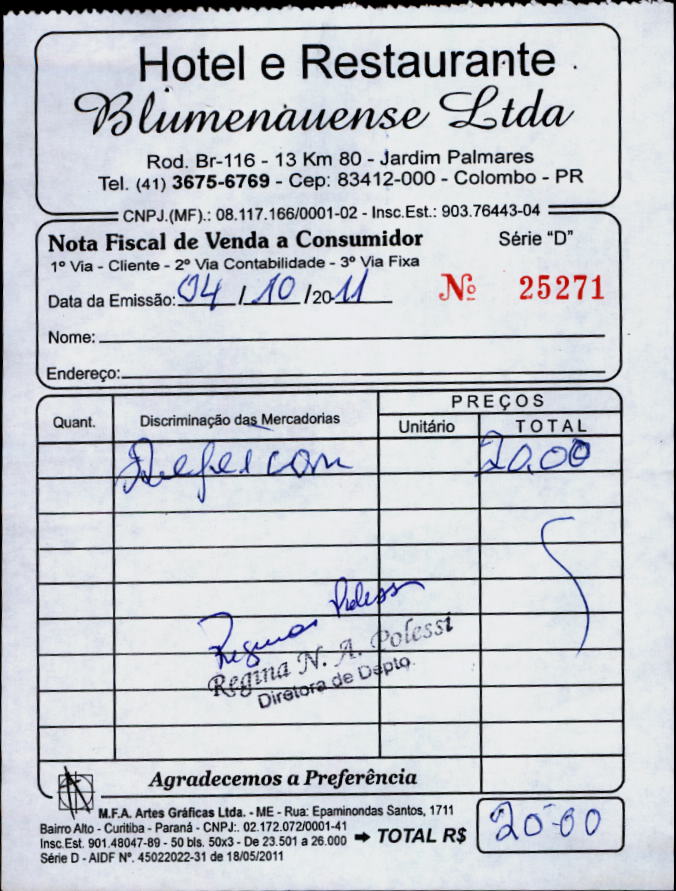 Hotel e Restaurante
Blumenauense Ltda
Rod. Br-116 - 13 Km 80 - Jardim Palmares
Tel. (41) 3675-6769 - Cep: 83412-000 - Colombo - PR
CNPJ.(MF).: 08.117.166/0001-02 - Insc.Est.: 903.76443-04
Nota Fiscal de Venda a Consumidor Série "D"
1º Via - Cliente - 2º Via Contabilidade - 3º Via Fixa
Data da Emissão: 04 / 10 / 2011 Nº 25271
Nome:
Endereço:
Quant. Discriminação das Mercadorias PREÇOS
Unitário TOTAL
20,00
Regina Polessi
Regina N. A. Polessi
Diretora de Depto.
Agradecemos a Preferência
M.F.A. Artes Gráficas Ltda. - ME - Rua: Epaminondas Santos, 1711
Bairro Alto - Curitiba - Paraná - CNPJ:. 02.172.072/0001-41
Insc.Est. 901.48047-89 - 50 bls. 50x3 - De 23.501 a 26.000
Série D - AIDF Nº. 45022022-31 de 18/05/2011
TOTAL R$ 20-00